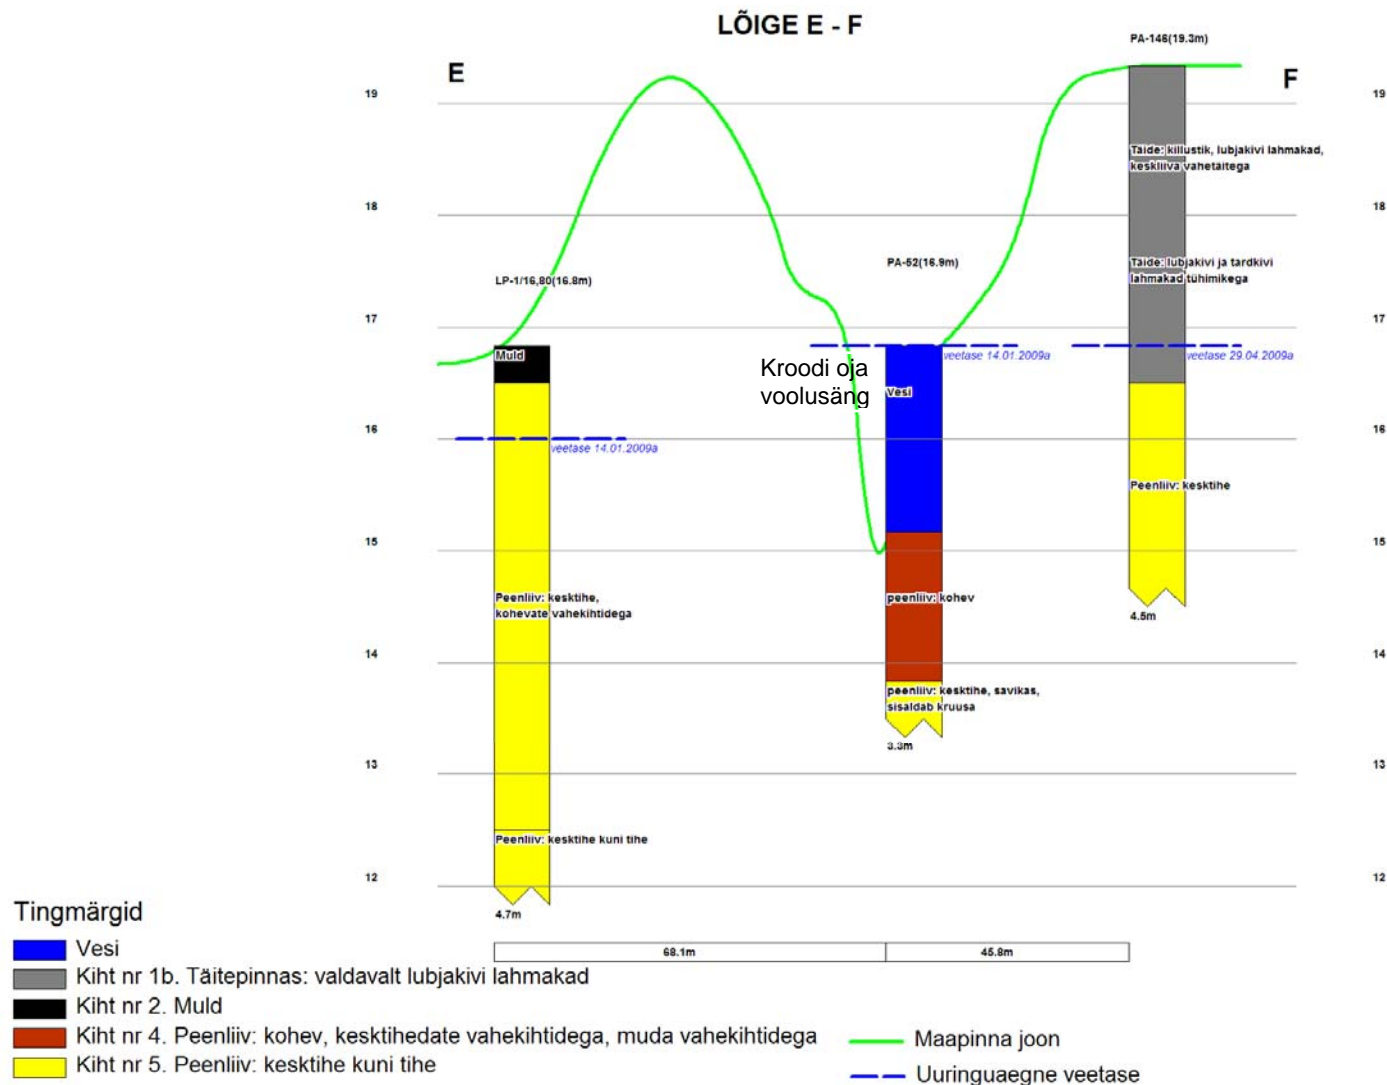 LÕIGE E - F
PA-146(19.3m)
E
F
19
19
Täide: killustik, lubjakivi lahmakad,
keskliiva vahetäitega
18
18
PA-52(16.9m)
Täide: lubjakivi ja tardkivi
lahmakad tühimikega
LP-1/16,80(16.8m)
17
17
Muld
veetase 14.01.2009a
veetase 29.04.2009a
Kroodi oja
voolusäng
Vesi
16
16
veetase 14.01.2009a
Peenliiv: kesktihe
15
15
Peenliiv: kesktihe,
kohevate vahekihtidega
peenliiv: kohev
4.5m
14
14
peenliiv: kesktihe, savikas,
sisaldab kruusa
3.3m
13
13
Peenliiv: kesktihe kuni tihe
12
12
4.7m
68.1m
45.8m
Tingmärgid
Vesi
Kiht nr 1b. Täitepinnas: valdavalt lubjakivi lahmakad
Kiht nr 2. Muld
Kiht nr 4. Peenliiv: kohev, kesktihedate vahekihtidega, muda vahekihtidega
Kiht nr 5. Peenliiv: kesktihe kuni tihe
Maapinna joon
Uuringuaegne veetase